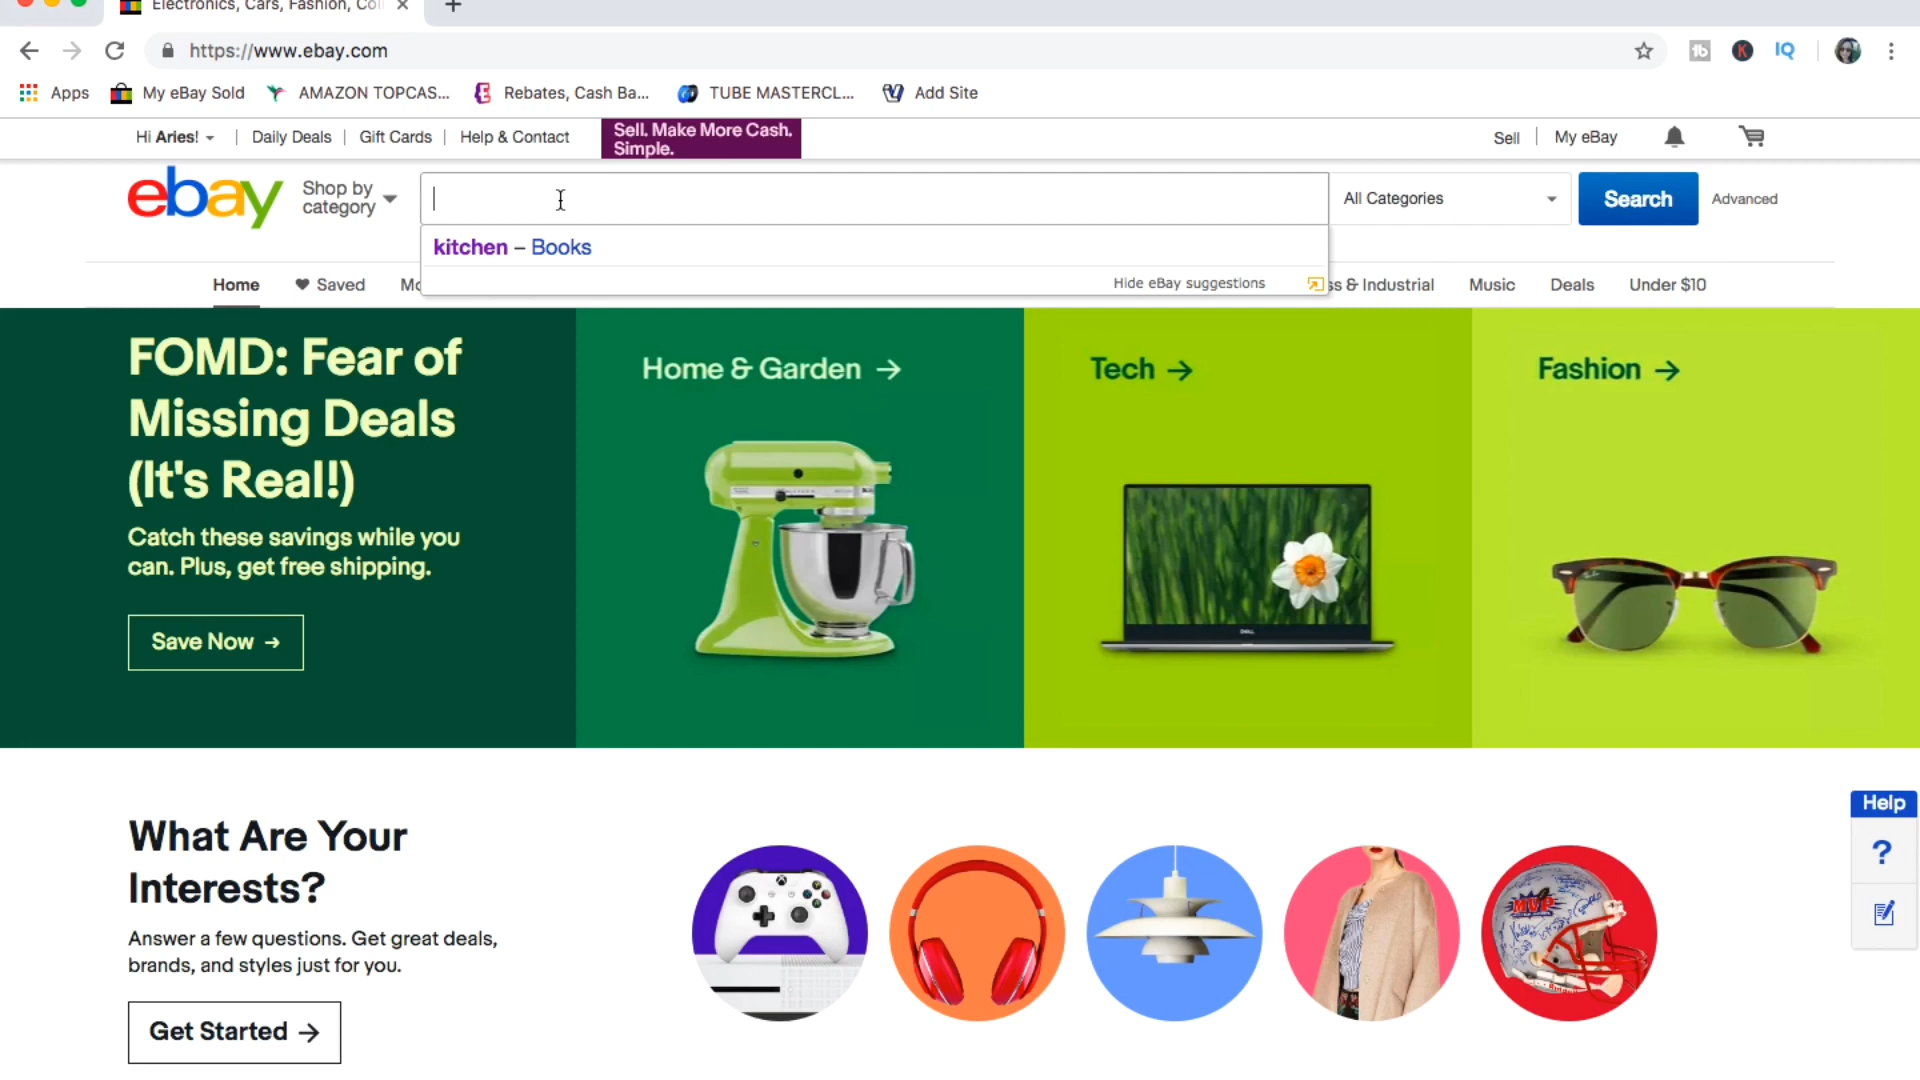 Electronics, Cars, Fashion, Col
https://www.ebay.com
IQ
Apps
My eBay Sold
AMAZON TOPCAS...
Rebates, Cash Ba...
TUBE MASTERCL...
Add Site
Hi Aries!
Daily Deals
Gift Cards
Help & Contact
Sell. Make More Cash.
Simple.
Sell
My eBay
ebay
Shop by
category
All Categories
Search
Advanced
kitchen – Books
Hide eBay suggestions
Home
Saved
Mo
ss & Industrial
Music
Deals
Under $10
FOMD: Fear of
Missing Deals
(It's Real!)
Catch these savings while you
can. Plus, get free shipping.
Save Now →
Home & Garden →
Tech →
Fashion →
DELL
What Are Your
Interests?
Answer a few questions. Get great deals,
brands, and styles just for you.
Get Started →
MVP
Help
?